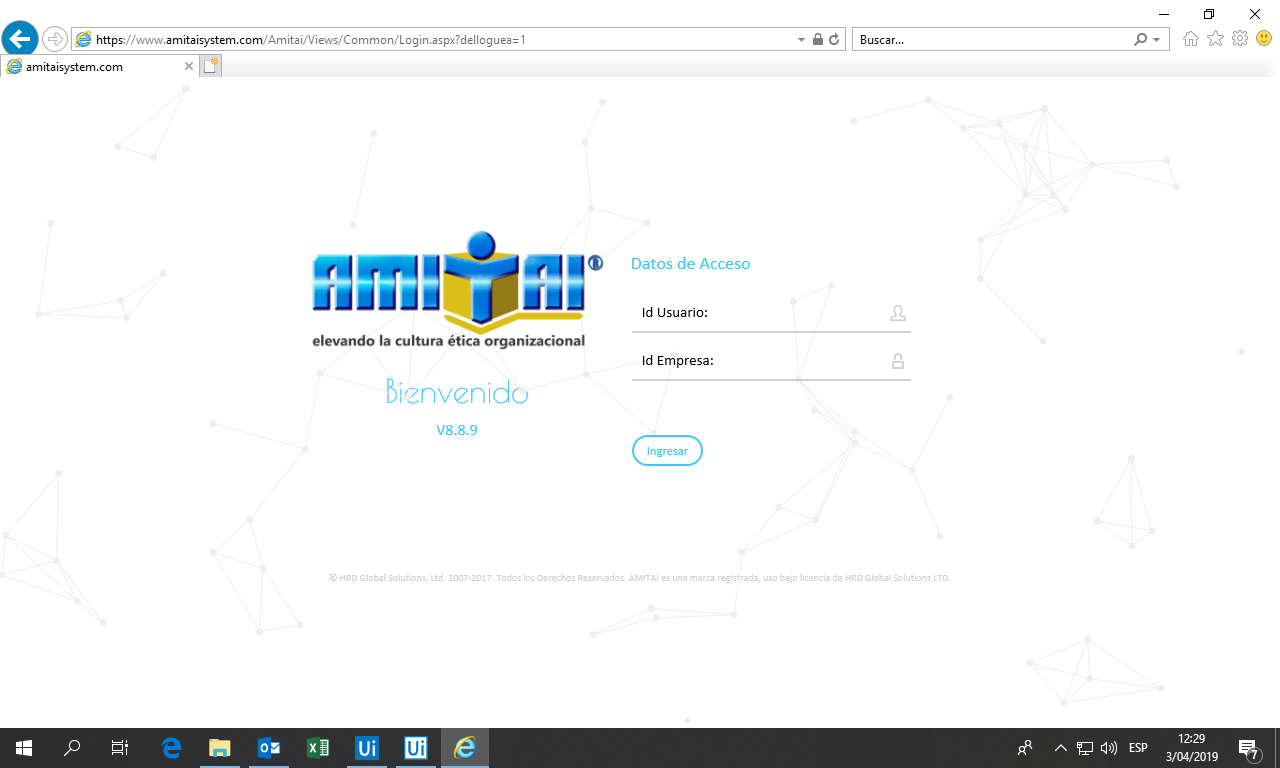 https://www.amitaisystem.com/Amitai/Views/Common/Login.aspx?delloguea=1
Buscar...
amitaisystem.com
AMITAI®
elevando la cultura ética organizacional
Bienvenido
V8.8.9
Datos de Acceso
Id Usuario:
Id Empresa:
Ingresar
© HRD Global Solutions, Ltd. 2007-2017. Todos los Derechos Reservados. AMITAI es una marca registrada, uso bajo licencia de HRD Global Solutions LTD.
Ui
Ui
ESP
12:29
3/04/2019
7